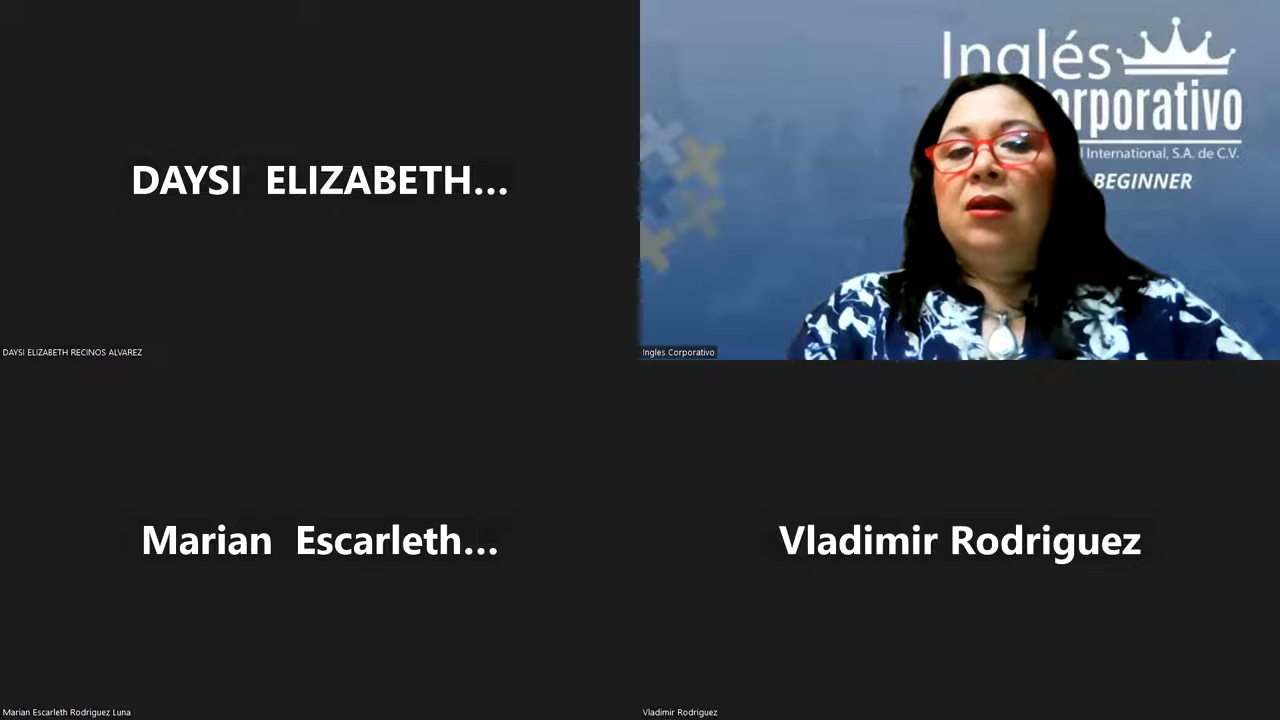 DAYSI ELIZABETH...
DAYSI ELIZABETH RECINOS ALVAREZ
Inglés
orporativo
International, S.A. de C.V.
BEGINNER
Ingles Corporativo
Marian Escarleth...
Marian Escarleth Rodriguez Luna
Vladimir Rodriguez
Vladimir Rodriguez